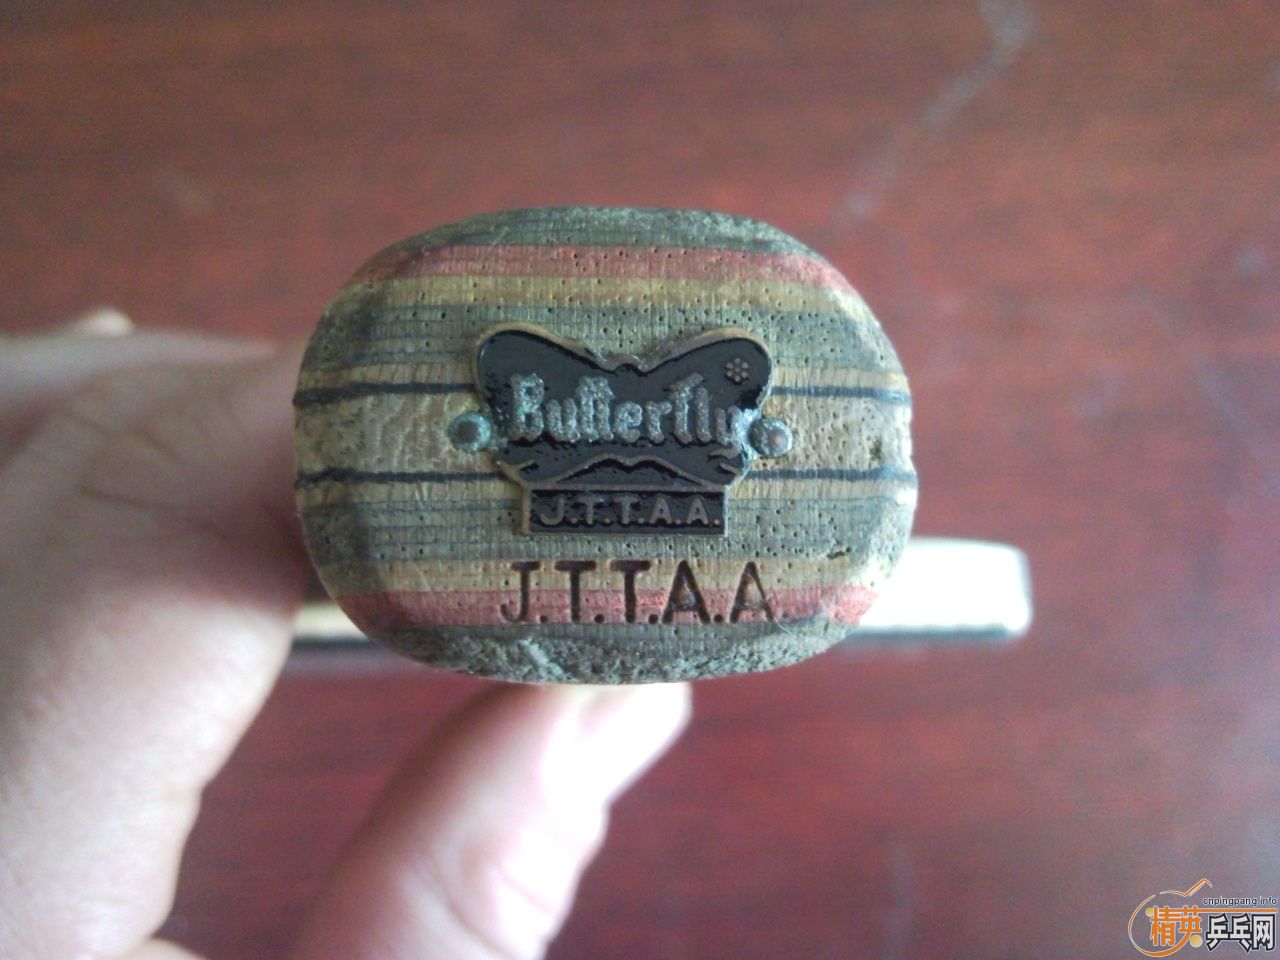 Butterfly
J.T.T.A.A.
J.T.T.A.A
cnpingpang.info
精英乒乓网